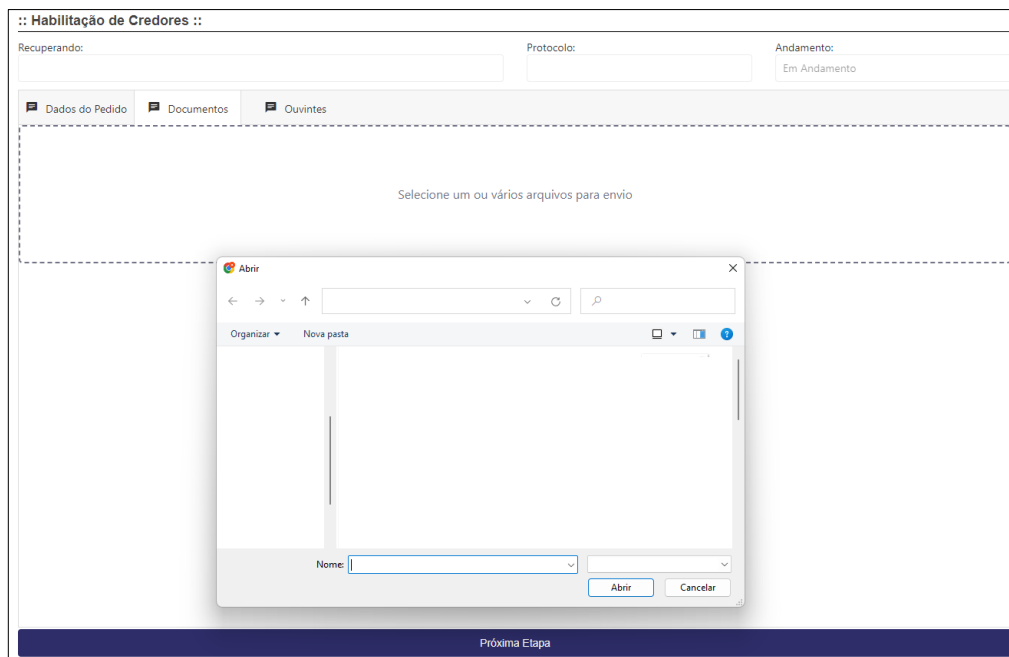 :: Habilitação de Credores ::
Recuperando: Protocolo: Andamento:
Em Andamento
Dados do Pedido Documentos Ouvintes
Selecione um ou vários arquivos para envio
Abrir
Organizar Nova pasta
Nome:
Abrir Cancelar
Próxima Etapa